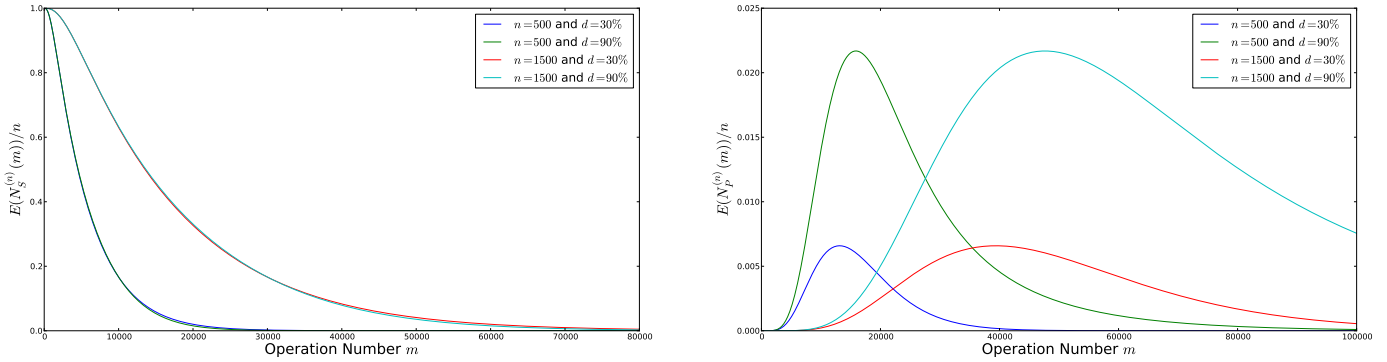 n=500 and d=30%
n=500 and d=90%
n=1500 and d=30%
n=1500 and d=90%
1.0
0.8
0.6
0.4
0.2
0.0
E(N_S^{(n)}(m))/n
0 10000 20000 30000 40000 50000 60000 70000 80000
Operation Number m
n=500 and d=30%
n=500 and d=90%
n=1500 and d=30%
n=1500 and d=90%
0.025
0.020
0.015
0.010
0.005
0.000
E(N_P^{(n)}(m))/n
0 20000 40000 60000 80000 100000
Operation Number m